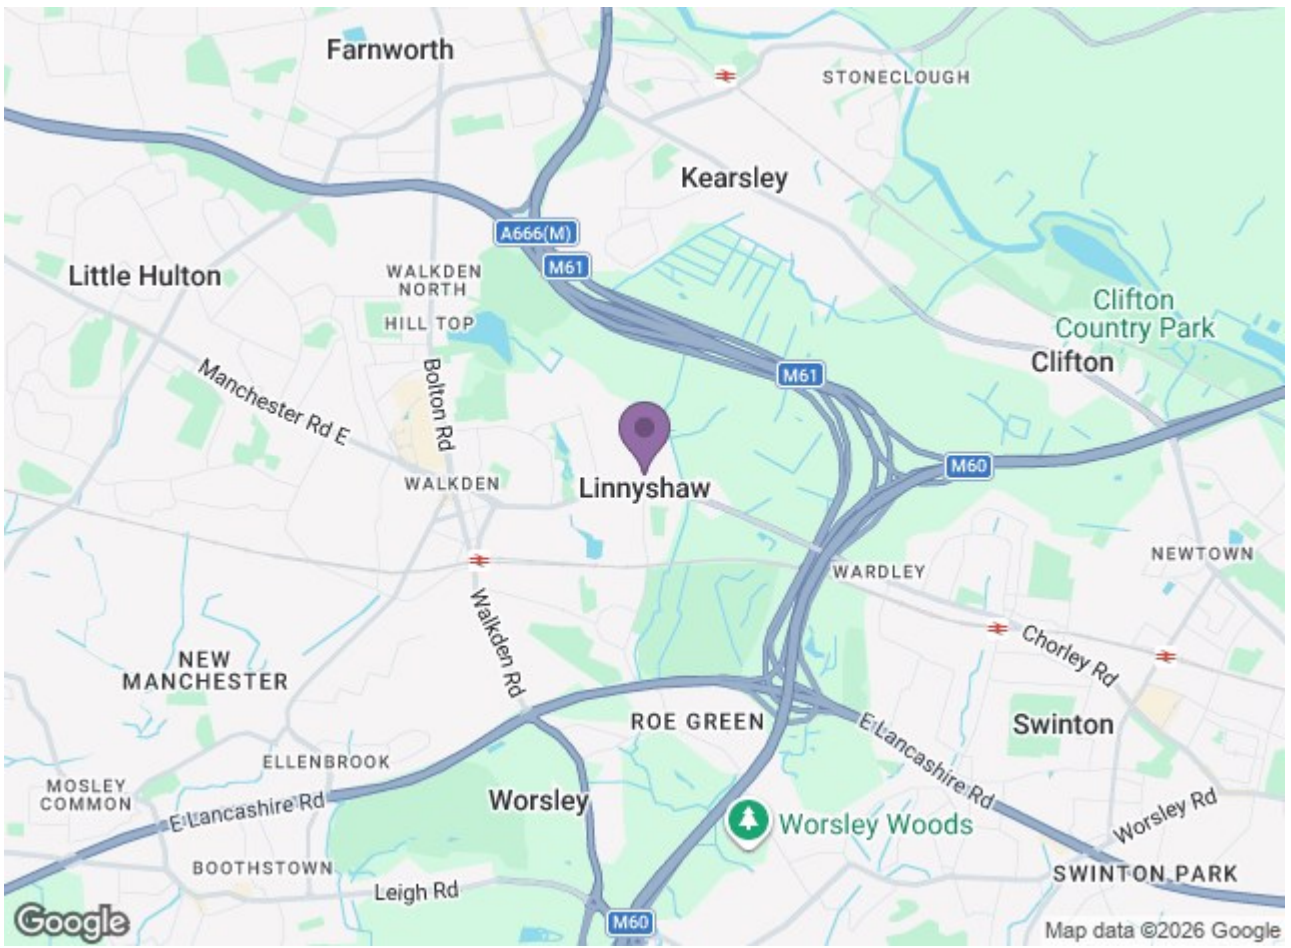 Farnworth
STONECLOUGH
Kearsley
A666(M)
M61
Little Hulton
WALKDEN
NORTH
HILL TOP
Clifton
Country Park
Clifton
M61
Manchester Rd E
Bolton Rd
M60
WALKDEN
Linnyshaw
NEWTOWN
WARDLEY
Walkden Rd
Chorley Rd
NEW
MANCHESTER
ROE GREEN
Swinton
E Lancashire Rd
ELLENBROOK
MOSLEY
COMMON
E Lancashire Rd
Worsley
Worsley Woods
Worsley Rd
BOOTHSTOWN
Leigh Rd
SWINTON PARK
M60
Google
Map data ©2026 Google